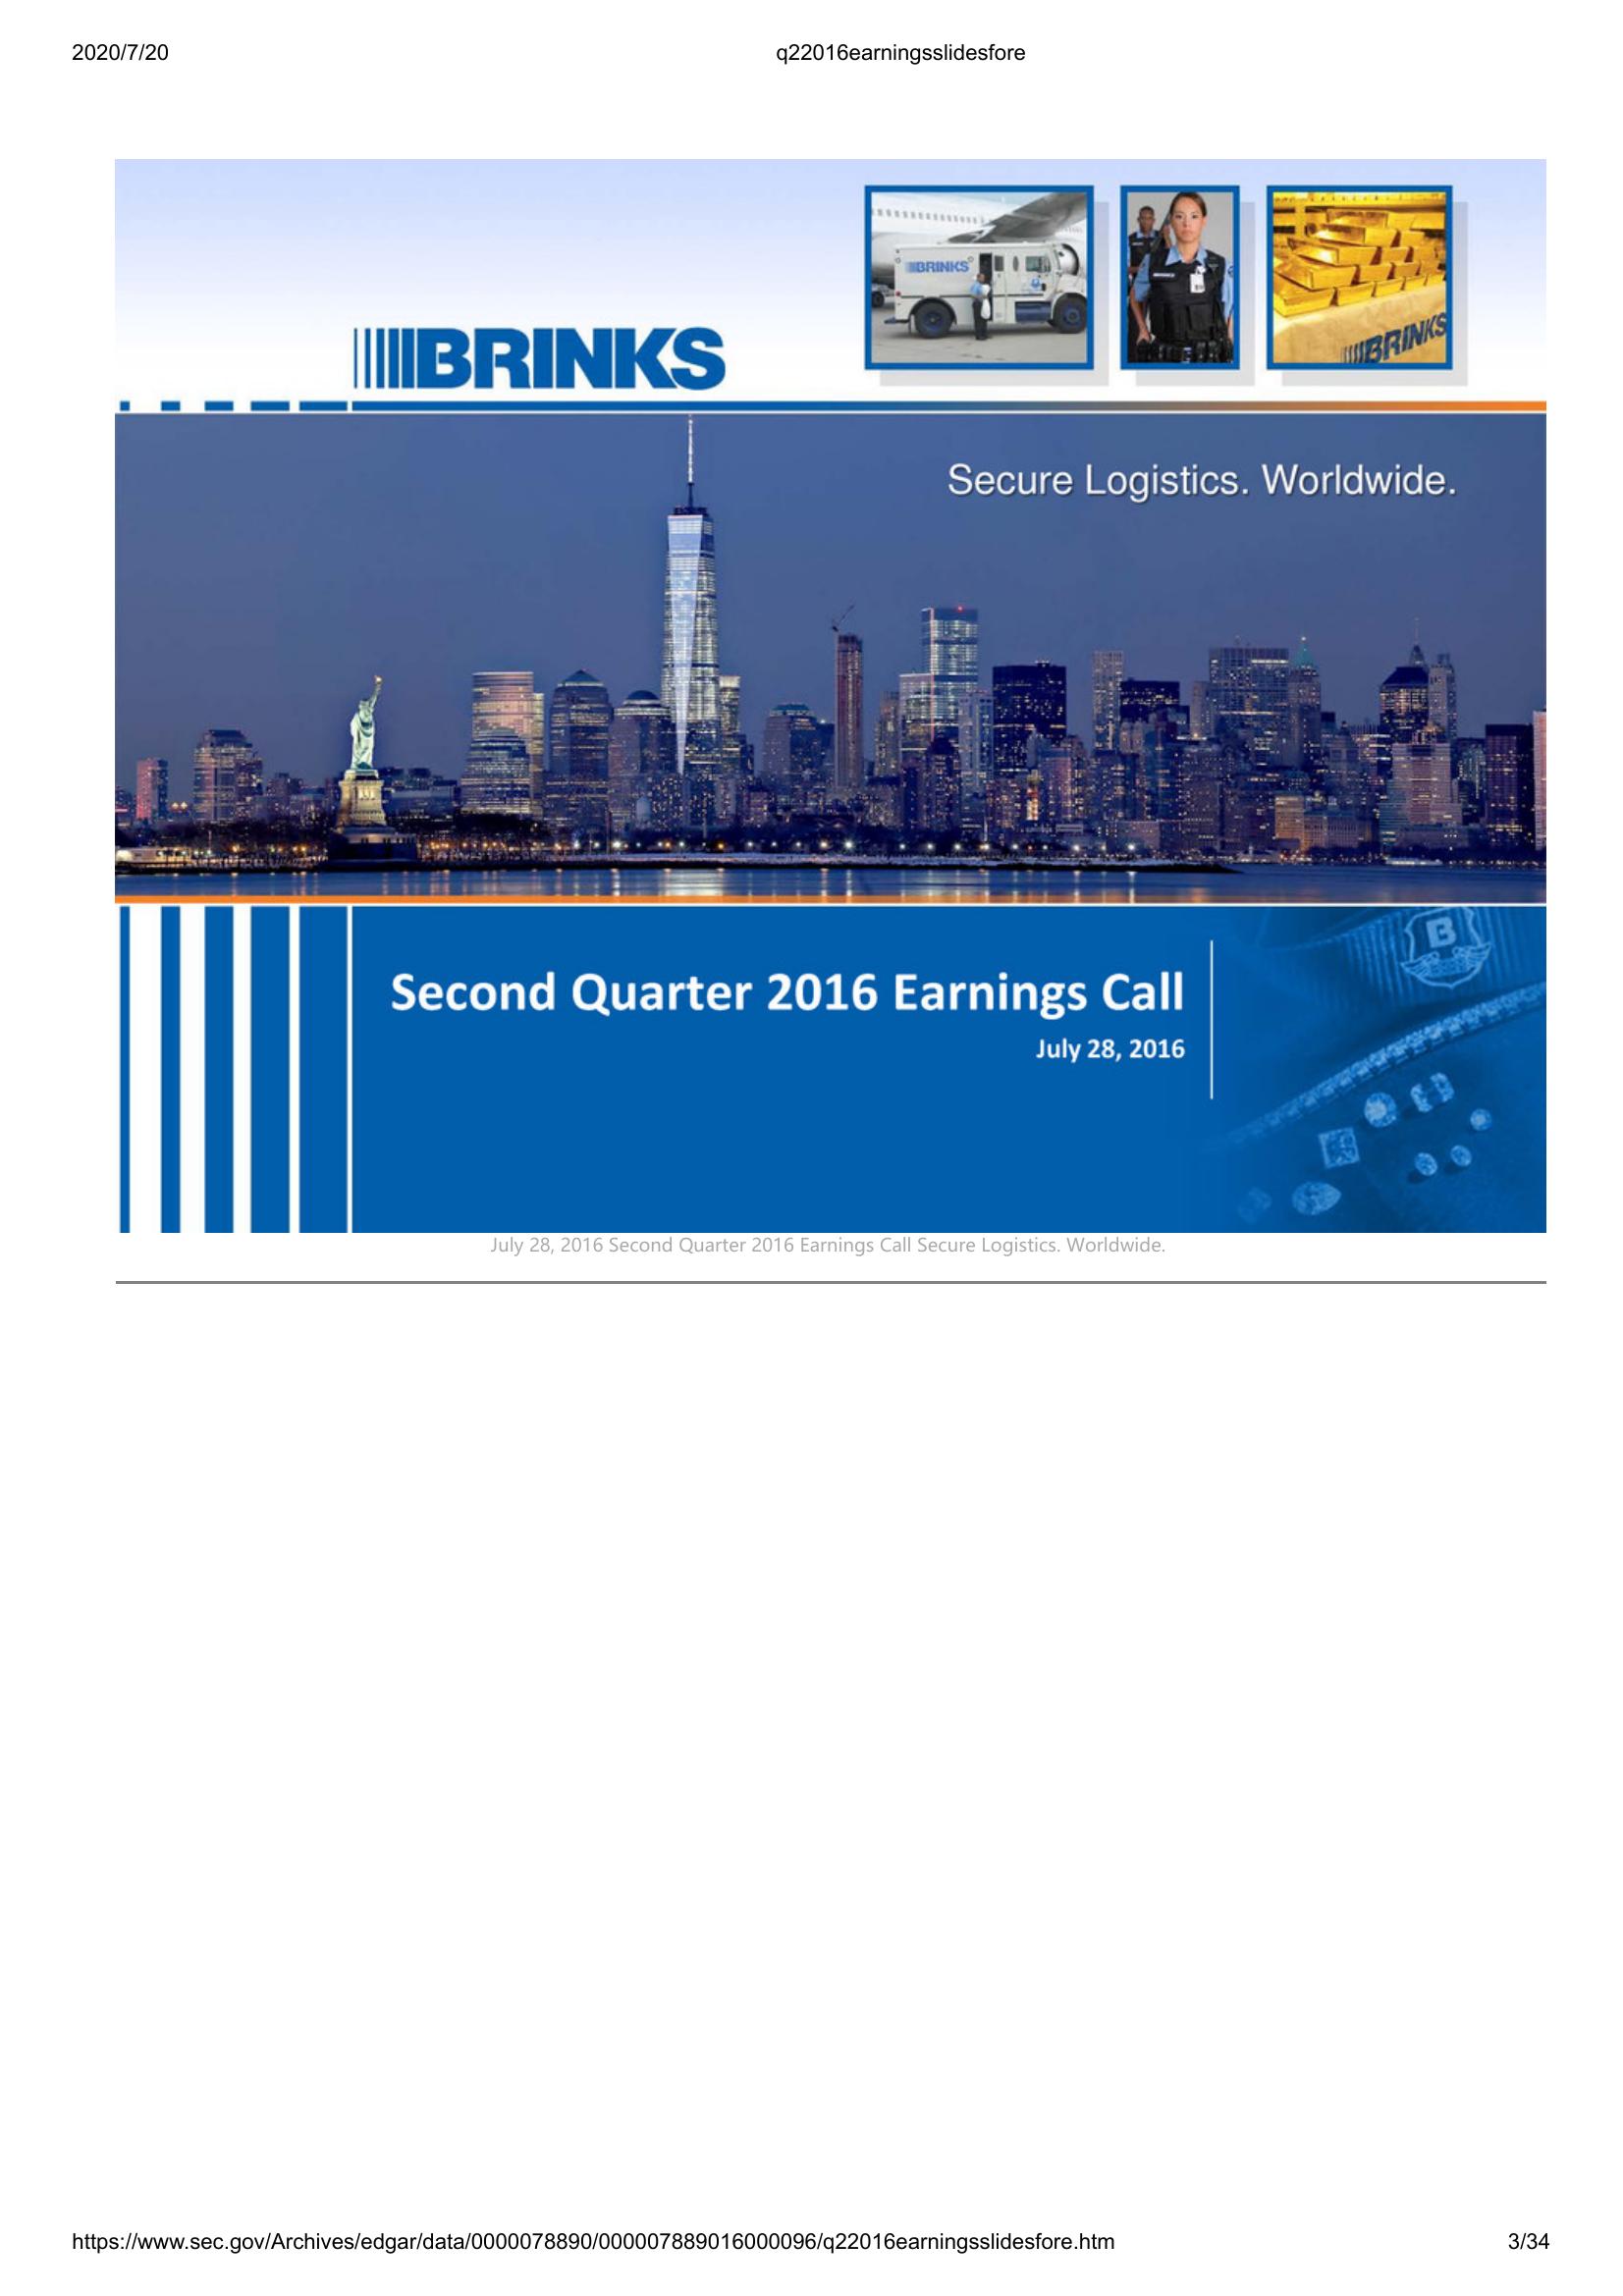 2020/7/20
q22016earningsslidesfore
BRINKS
BRINKS
BRINKS
Secure Logistics. Worldwide.
B
Second Quarter 2016 Earnings Call
July 28, 2016
July 28, 2016 Second Quarter 2016 Earnings Call Secure Logistics. Worldwide.
https://www.sec.gov/Archives/edgar/data/0000078890/000007889016000096/q22016earningsslidesfore.htm
3/34